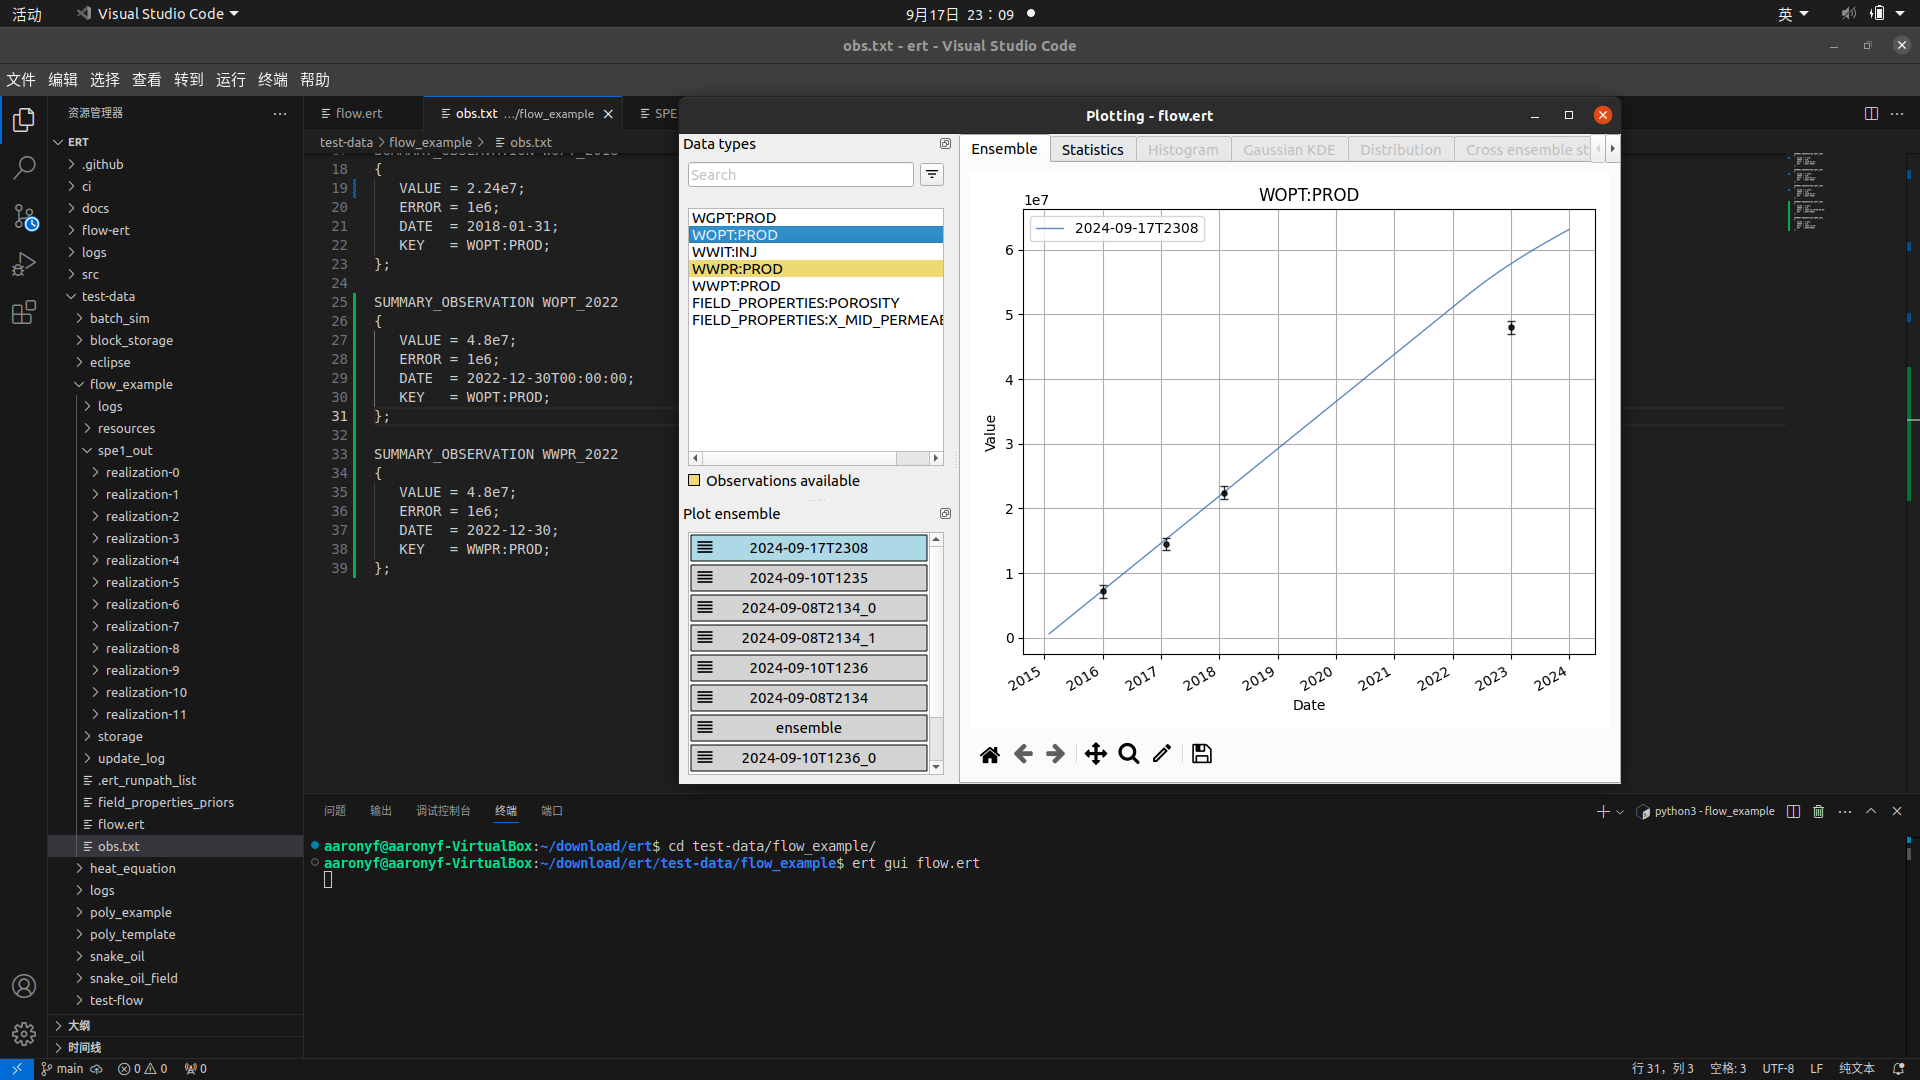 活动
Visual Studio Code
9月17日 23：09
英
obs.txt - ert - Visual Studio Code
文件 编辑 选择 查看 转到 运行 终端 帮助
资源管理器
ERT
.github
ci
docs
flow-ert
logs
src
test-data
batch_sim
block_storage
eclipse
flow_example
logs
resources
spe1_out
realization-0
realization-1
realization-2
realization-3
realization-4
realization-5
realization-6
realization-7
realization-8
realization-9
realization-10
realization-11
storage
update_log
.ert_runpath_list
field_properties_priors
flow.ert
obs.txt
heat_equation
logs
poly_example
poly_template
snake_oil
snake_oil_field
test-flow
大纲
时间线
flow.ert
obs.txt …/flow_example
SPE
test-data > flow_example > obs.txt
18 {
19 VALUE = 2.24e7;
20 ERROR = 1e6;
21 DATE = 2018-01-31;
22 KEY = WOPT:PROD;
23 };
24
25 SUMMARY_OBSERVATION WOPT_2022
26 {
27 VALUE = 4.8e7;
28 ERROR = 1e6;
29 DATE = 2022-12-30T00:00:00;
30 KEY = WOPT:PROD;
31 };
32
33 SUMMARY_OBSERVATION WWPR_2022
34 {
35 VALUE = 4.8e7;
36 ERROR = 1e6;
37 DATE = 2022-12-30;
38 KEY = WWPR:PROD;
39 };
Plotting - flow.ert
Data types
Search
WGPT:PROD
WOPT:PROD
WWIT:INJ
WWPR:PROD
WWPT:PROD
FIELD_PROPERTIES:POROSITY
FIELD_PROPERTIES:X_MID_PERMEAB
Observations available
Plot ensemble
2024-09-17T2308
2024-09-10T1235
2024-09-08T2134_0
2024-09-08T2134_1
2024-09-10T1236
2024-09-08T2134
ensemble
2024-09-10T1236_0
Ensemble Statistics Histogram Gaussian KDE Distribution Cross ensemble st
WOPT:PROD
1e7
2024-09-17T2308
6
5
4
3
2
1
0
Value
2015 2016 2017 2018 2019 2020 2021 2022 2023 2024
Date
问题 输出 调试控制台 终端 端口
python3 - flow_example
aaronyf@aaronyf-VirtualBox:~/download/ert$ cd test-data/flow_example/
aaronyf@aaronyf-VirtualBox:~/download/ert/test-data/flow_example$ ert gui flow.ert
main 0 0 0
行 31，列 3 空格: 3 UTF-8 LF 纯文本